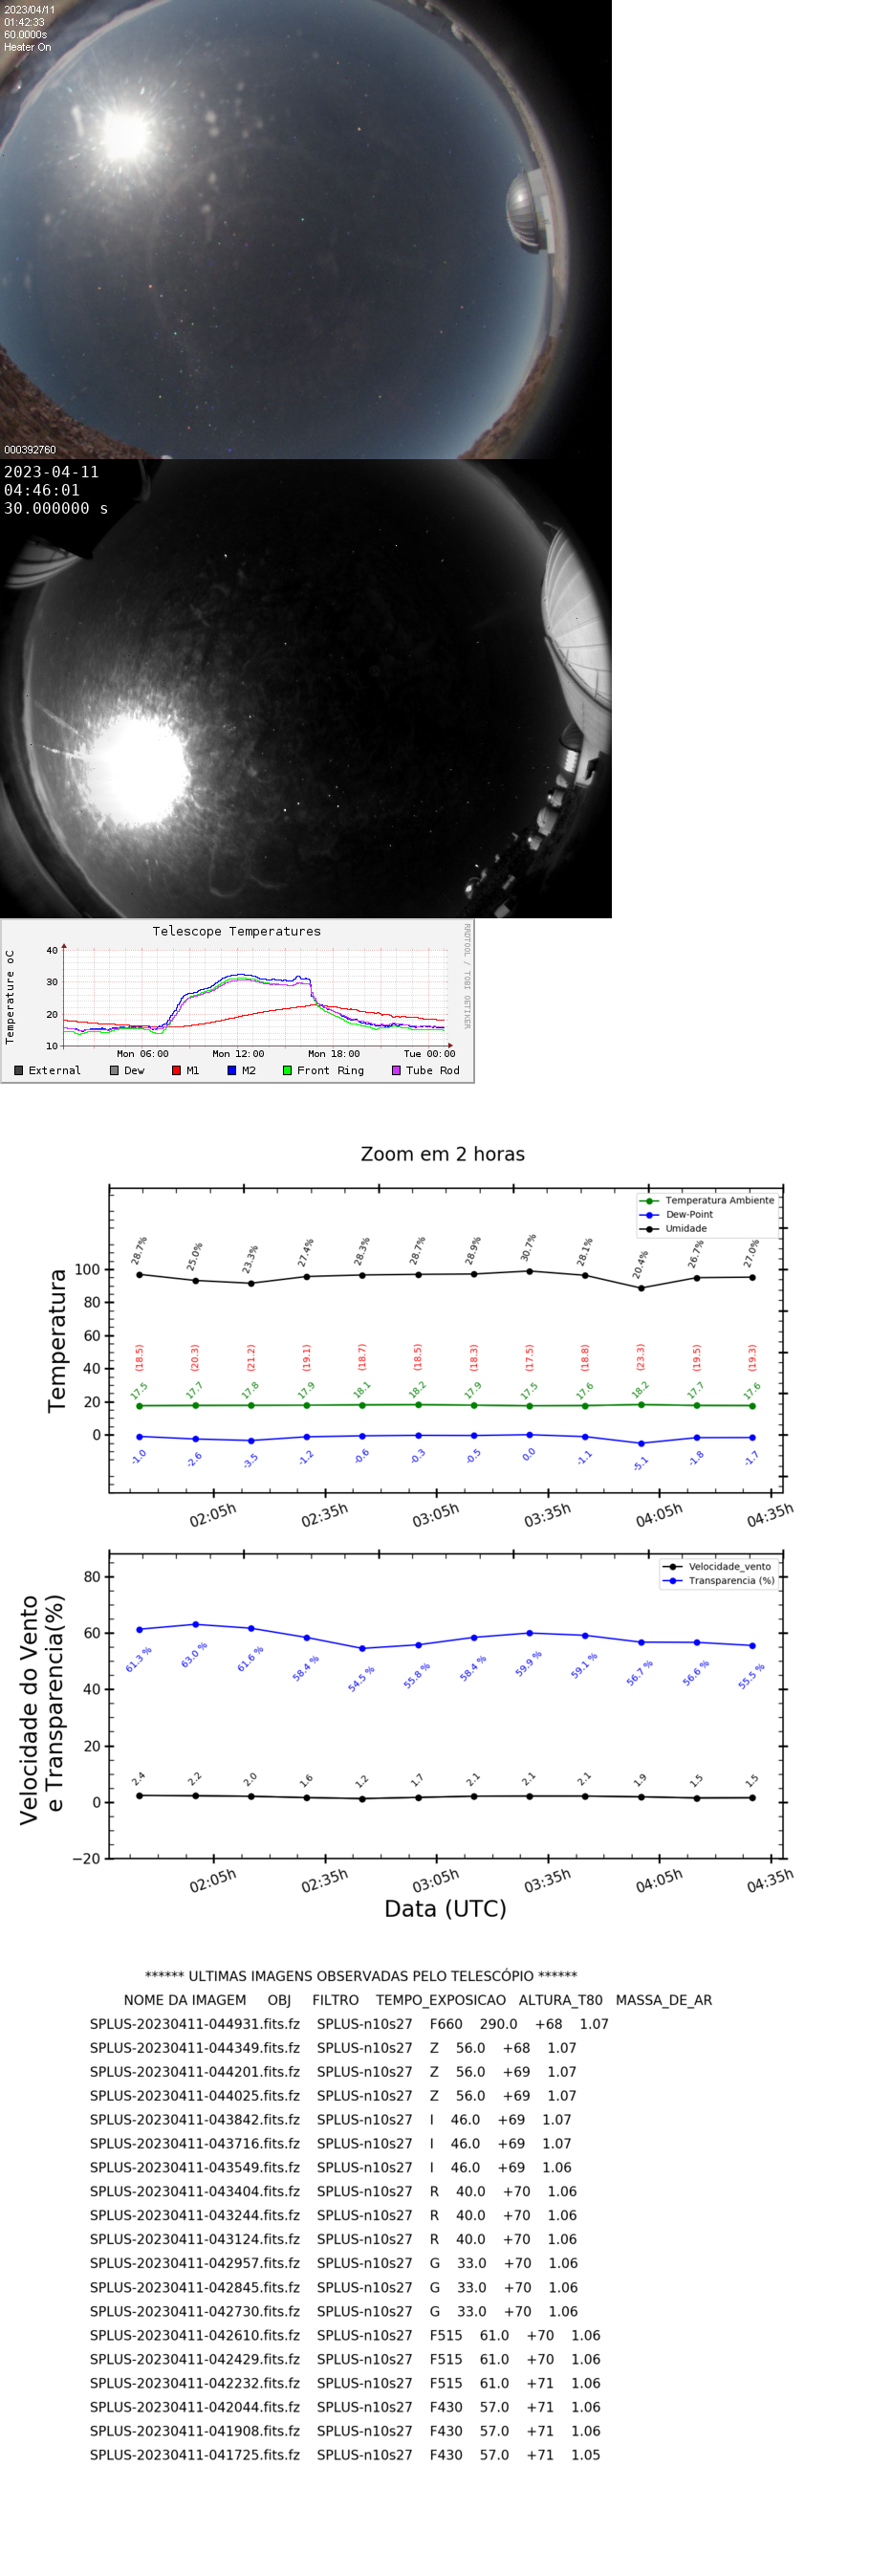 2023/04/11
01:42:33
60.0000s
Heater On
000392760
2023-04-11
04:46:01
30.000000 s
Telescope Temperatures
RRDTOOL / TOBI OETIKER
Temperature oC
40
30
20
10
Mon 06:00 Mon 12:00 Mon 18:00 Tue 00:00
External Dew M1 M2 Front Ring Tube Rod
Zoom em 2 horas
Temperatura Ambiente
Dew-Point
Umidade
Temperatura
100
80
60
40
20
0
28.7% 25.0% 23.3% 27.4% 28.3% 28.7% 28.9% 30.7% 28.1% 20.4% 26.7% 27.0%
(18.5) (20.3) (21.2) (19.1) (18.7) (18.5) (18.3) (17.5) (18.8) (23.3) (19.5) (19.3)
17.5 17.7 17.8 17.9 18.1 18.2 17.9 17.5 17.6 18.2 17.7 17.6
-1.0 -2.6 -3.5 -1.2 -0.6 -0.3 -0.5 0.0 -1.1 -5.1 -1.8 -1.7
02:05h 02:35h 03:05h 03:35h 04:05h 04:35h
Velocidade_vento
Transparencia (%)
Velocidade do Vento
e Transparencia(%)
80
60
40
20
0
−20
61.3 % 63.0 % 61.6 % 58.4 % 54.5 % 55.8 % 58.4 % 59.9 % 59.1 % 56.7 % 56.6 % 55.5 %
2.4 2.2 2.0 1.6 1.2 1.7 2.1 2.1 2.1 1.9 1.5 1.5
02:05h 02:35h 03:05h 03:35h 04:05h 04:35h
Data (UTC)
****** ULTIMAS IMAGENS OBSERVADAS PELO TELESCÓPIO ******
NOME DA IMAGEM OBJ FILTRO TEMPO_EXPOSICAO ALTURA_T80 MASSA_DE_AR
SPLUS-20230411-044931.fits.fz SPLUS-n10s27 F660 290.0 +68 1.07
SPLUS-20230411-044349.fits.fz SPLUS-n10s27 Z 56.0 +68 1.07
SPLUS-20230411-044201.fits.fz SPLUS-n10s27 Z 56.0 +69 1.07
SPLUS-20230411-044025.fits.fz SPLUS-n10s27 Z 56.0 +69 1.07
SPLUS-20230411-043842.fits.fz SPLUS-n10s27 I 46.0 +69 1.07
SPLUS-20230411-043716.fits.fz SPLUS-n10s27 I 46.0 +69 1.07
SPLUS-20230411-043549.fits.fz SPLUS-n10s27 I 46.0 +69 1.06
SPLUS-20230411-043404.fits.fz SPLUS-n10s27 R 40.0 +70 1.06
SPLUS-20230411-043244.fits.fz SPLUS-n10s27 R 40.0 +70 1.06
SPLUS-20230411-043124.fits.fz SPLUS-n10s27 R 40.0 +70 1.06
SPLUS-20230411-042957.fits.fz SPLUS-n10s27 G 33.0 +70 1.06
SPLUS-20230411-042845.fits.fz SPLUS-n10s27 G 33.0 +70 1.06
SPLUS-20230411-042730.fits.fz SPLUS-n10s27 G 33.0 +70 1.06
SPLUS-20230411-042610.fits.fz SPLUS-n10s27 F515 61.0 +70 1.06
SPLUS-20230411-042429.fits.fz SPLUS-n10s27 F515 61.0 +70 1.06
SPLUS-20230411-042232.fits.fz SPLUS-n10s27 F515 61.0 +71 1.06
SPLUS-20230411-042044.fits.fz SPLUS-n10s27 F430 57.0 +71 1.06
SPLUS-20230411-041908.fits.fz SPLUS-n10s27 F430 57.0 +71 1.06
SPLUS-20230411-041725.fits.fz SPLUS-n10s27 F430 57.0 +71 1.05